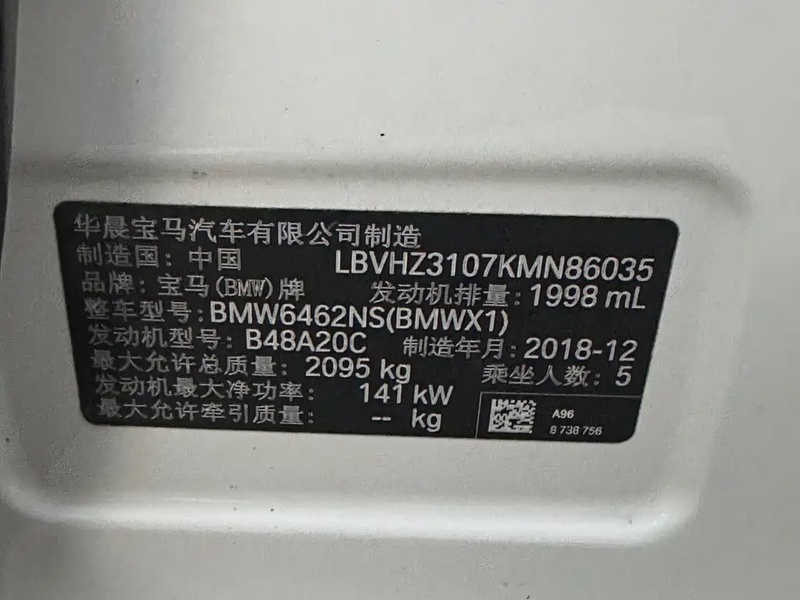 华晨宝马汽车有限公司制造
制造国: 中国 LBVHZ3107KMN86035
品牌: 宝马(BMW)牌 发动机排量: 1998 mL
整车型号: BMW6462NS(BMWX1)
发动机型号: B48A20C 制造年月: 2018-12
最大允许总质量: 2095 kg 乘坐人数: 5
发动机最大净功率: 141 kW
最大允许牵引质量: -- kg
A96
8 738 756